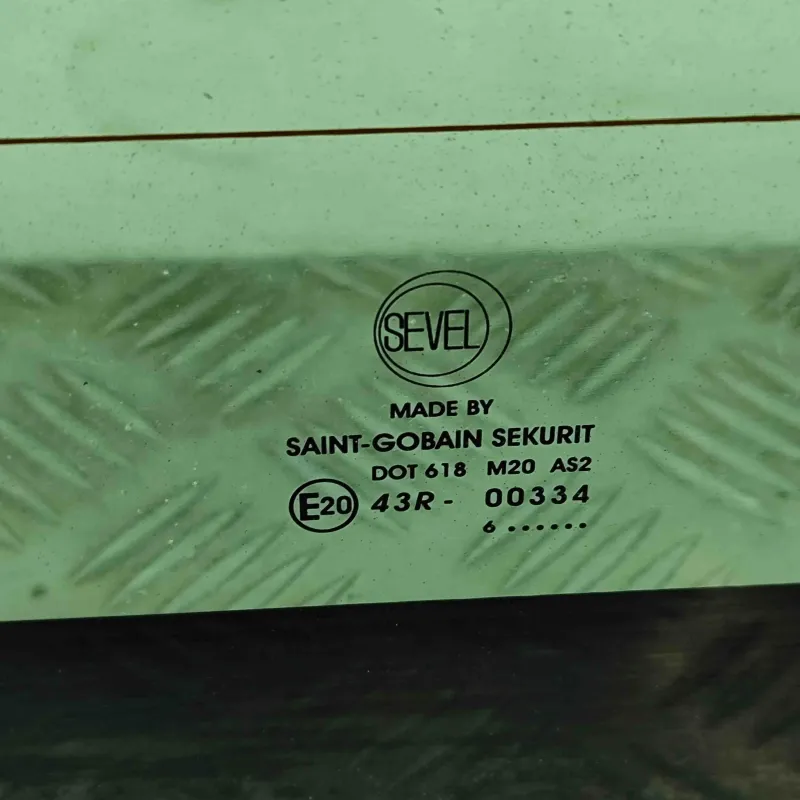 SEVEL
MADE BY
SAINT-GOBAIN SEKURIT
DOT 618 M20 AS2
E20 43R - 00334
6 ......